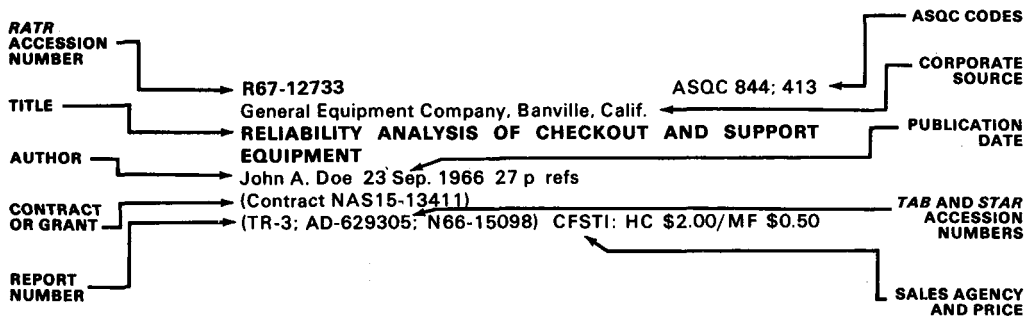 RATR
ACCESSION
NUMBER
ASQC CODES
R67-12733 ASQC 844; 413
CORPORATE
SOURCE
TITLE
General Equipment Company, Banville, Calif.
RELIABILITY ANALYSIS OF CHECKOUT AND SUPPORT
EQUIPMENT
PUBLICATION
DATE
AUTHOR
John A. Doe 23 Sep. 1966 27 p refs
CONTRACT
OR GRANT
(Contract NAS15-13411)
(TR-3; AD-629305; N66-15098) CFSTI: HC $2.00/MF $0.50
TAB AND STAR
ACCESSION
NUMBERS
REPORT
NUMBER
SALES AGENCY
AND PRICE